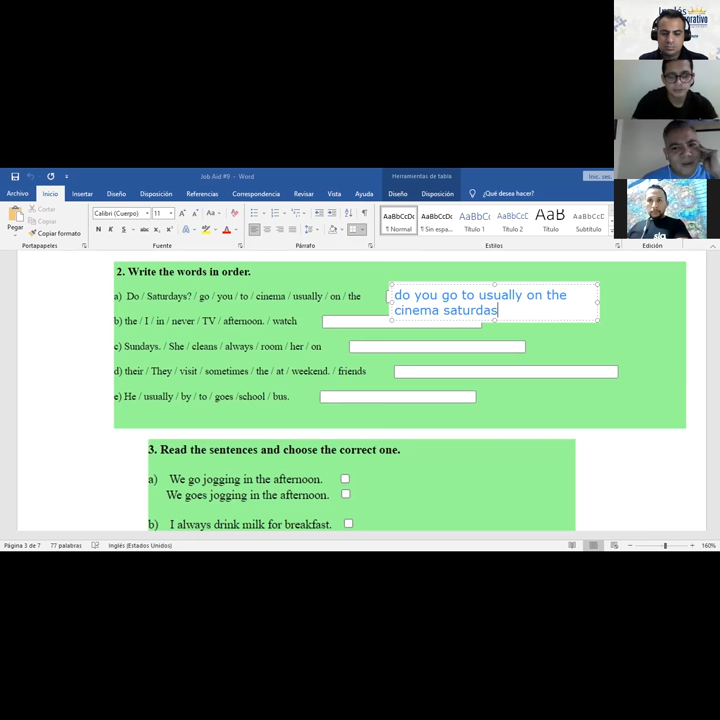 Inglés
Job Aid #9 - Word
Herramientas de tabla
Inic. ses.
Archivo Inicio Insertar Diseño Disposición Referencias Correspondencia Revisar Vista Ayuda Diseño Disposición ¿Qué desea hacer?
Pegar
Cortar
Copiar
Copiar formato
Calibri (Cuerpo) 11
AaBbCcDc AaBbCcDc AaBbCc AaBbCcC AaB AaBbCcC
¶ Normal ¶ Sin espa... Título 1 Título 2 Título Subtítulo
Portapapeles Fuente Párrafo Estilos Edición
2. Write the words in order.
a) Do / Saturdays? / go / you / to / cinema / usually / on / the
do you go to usually on the
cinema saturdas
b) the / I / in / never / TV / afternoon. / watch
c) Sundays. / She / cleans / always / room / her / on
d) their / They / visit / sometimes / the / at / weekend. / friends
e) He / usually / by / to / goes /school / bus.
3. Read the sentences and choose the correct one.
a) We go jogging in the afternoon.
We goes jogging in the afternoon.
b) I always drink milk for breakfast.
Página 3 de 7 77 palabras Inglés (Estados Unidos) 160%